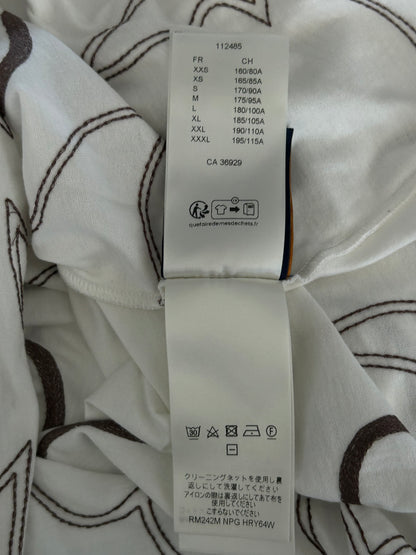 112485
FR CH
XXS 160/80A
XS 165/85A
S 170/90A
M 175/95A
L 180/100A
XL 185/105A
XXL 190/110A
XXXL 195/115A
CA 36929
FR
quefairedemesdechets.fr
30
F
クリーニングネットを使用し裏
返しにして洗濯してください
アイロンの際は裏返しにしてあて布を
使用してください
こすらないでください
RM242M NPG HRY64W